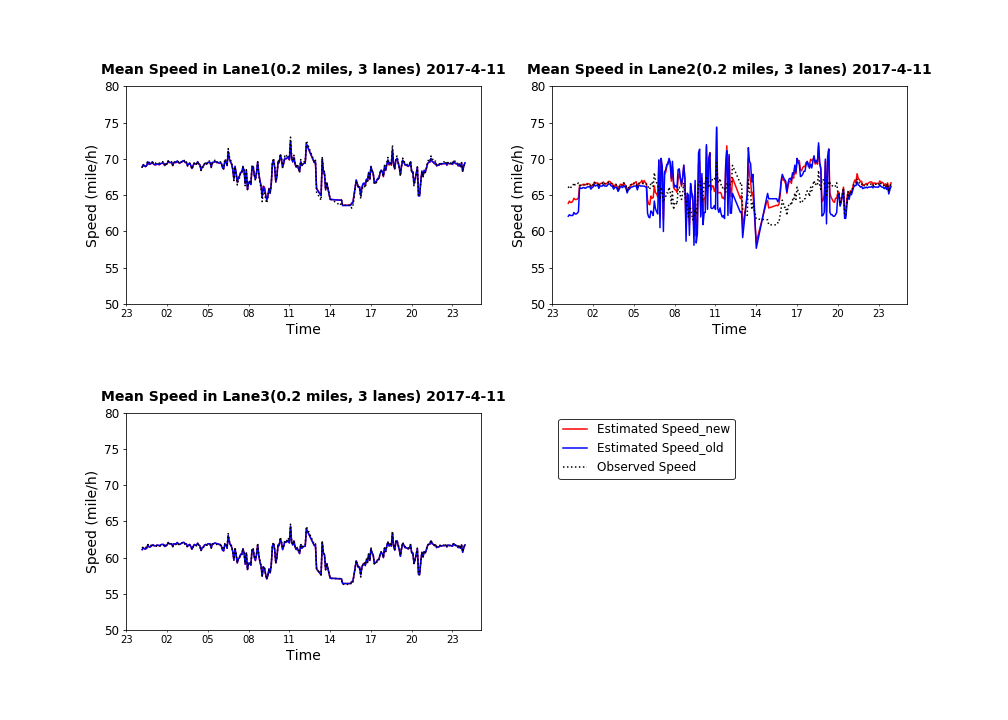 Mean Speed in Lane1(0.2 miles, 3 lanes) 2017-4-11
80
75
70
65
60
55
50
Speed (mile/h)
23 02 05 08 11 14 17 20 23
Time
Mean Speed in Lane2(0.2 miles, 3 lanes) 2017-4-11
80
75
70
65
60
55
50
Speed (mile/h)
23 02 05 08 11 14 17 20 23
Time
Mean Speed in Lane3(0.2 miles, 3 lanes) 2017-4-11
80
75
70
65
60
55
50
Speed (mile/h)
23 02 05 08 11 14 17 20 23
Time
Estimated Speed_new
Estimated Speed_old
Observed Speed